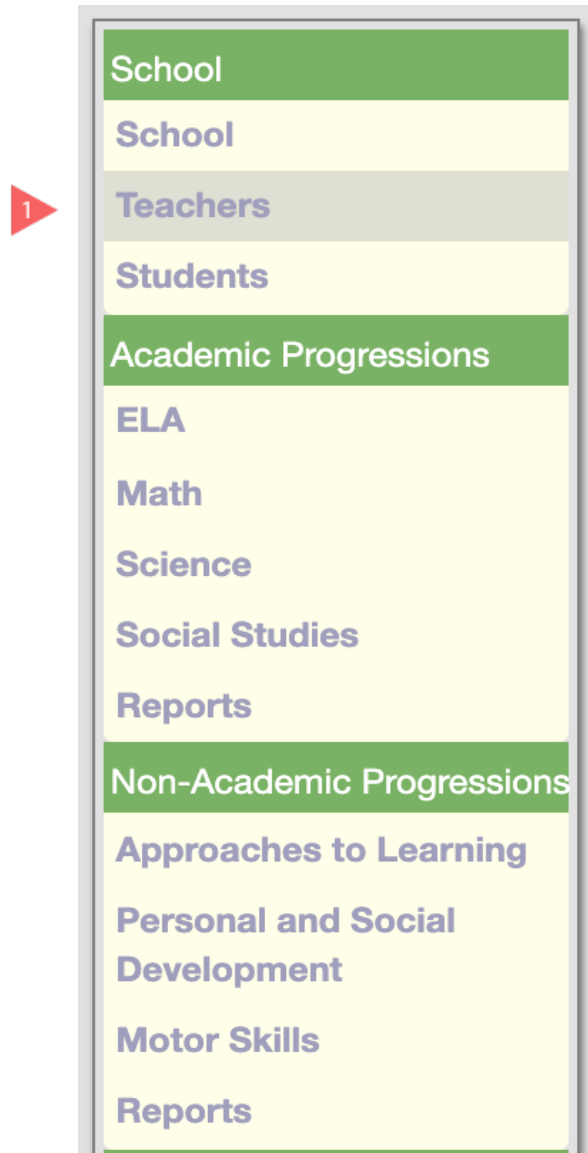 School
School
1
Teachers
Students
Academic Progressions
ELA
Math
Science
Social Studies
Reports
Non-Academic Progressions
Approaches to Learning
Personal and Social
Development
Motor Skills
Reports